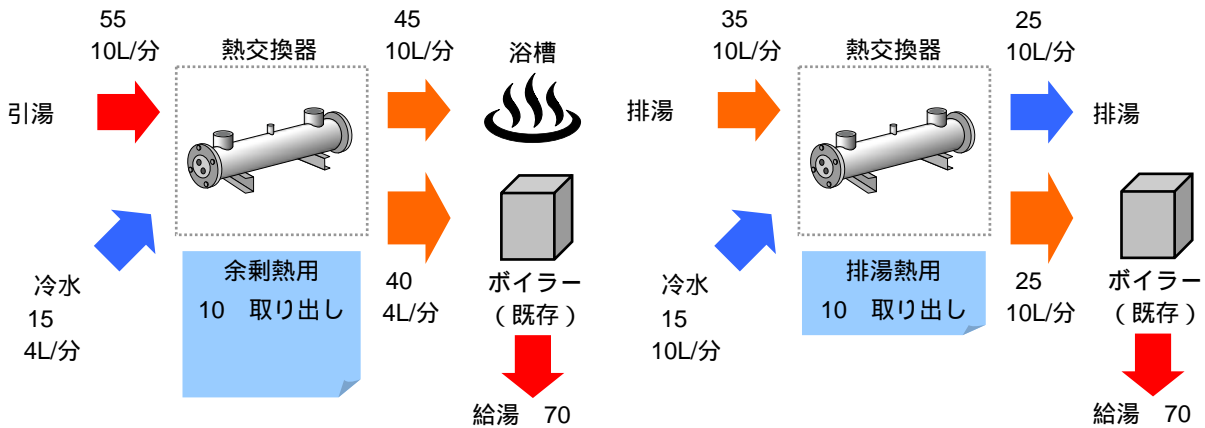 55
10L/分
熱交換器
45
10L/分
浴槽
引湯
冷水
15
4L/分
余剰熱用
10 取り出し
40
4L/分
ボイラー
(既存)
給湯 70
35
10L/分
熱交換器
25
10L/分
排湯
排湯
冷水
15
10L/分
排湯熱用
10 取り出し
25
10L/分
ボイラー
(既存)
給湯 70